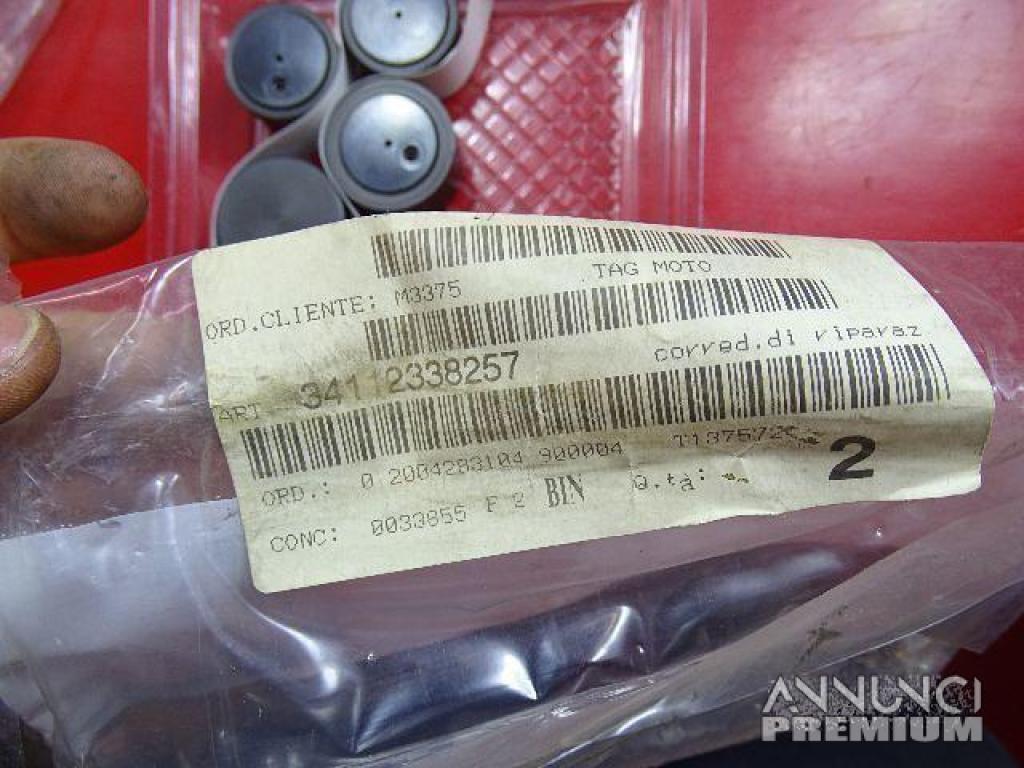 TAG MOTO
ORD.CLIENTE: M3375
corred.di riparaz
ART 34112338257
ORD.: 0 2004283104 900004
CONC: 0033855 F 2 BIN Q.tà: 2
ANNUNCI
PREMIUM